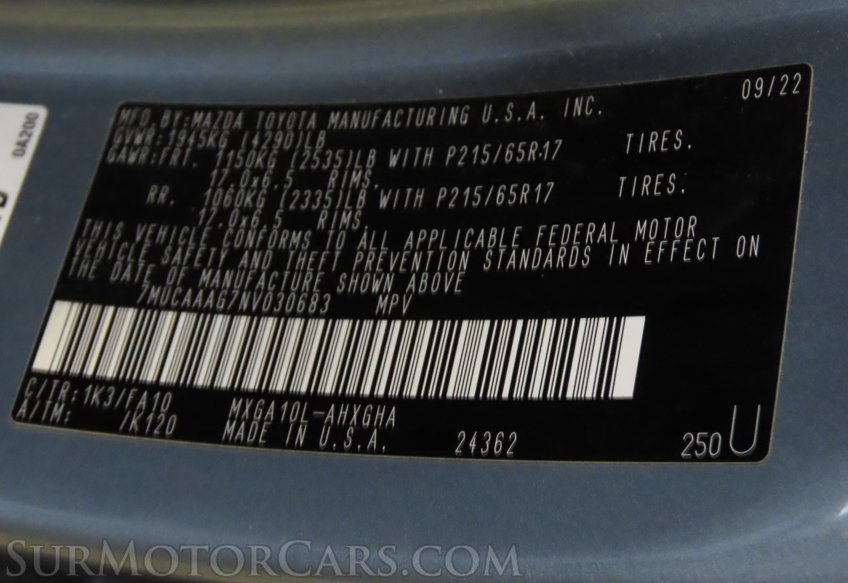 09/22
MFD. BY: MAZDA TOYOTA MANUFACTURING U.S.A. INC.
GVWR: 1945KG (4290)LB
GAWR: FRT. 1150KG (2535)LB WITH P215/65R17 TIRES.
17.0x6.5 RIMS.
RR. 1060KG (2335)LB WITH P215/65R17 TIRES.
17.0x6.5 RIMS.
THIS VEHICLE CONFORMS TO ALL APPLICABLE FEDERAL MOTOR
VEHICLE SAFETY AND THEFT PREVENTION STANDARDS IN EFFECT ON
THE DATE OF MANUFACTURE SHOWN ABOVE
7MUCAAAG7NV030683 MPV
C/TR: 1K3/FA10 MXGA10L-AHXGHA
A/TM: /K120 MADE IN U.S.A. 24362 250 U
0A200
SurMotorCars.com